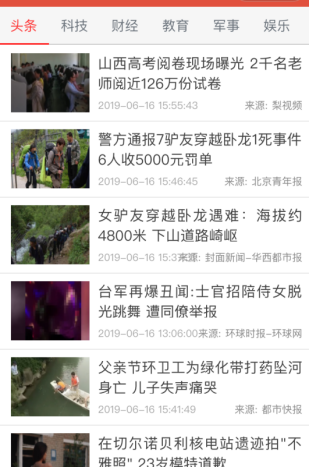 头条 科技 财经 教育 军事 娱乐
山西高考阅卷现场曝光 2千名老
师阅近126万份试卷
2019-06-16 15:55:43 来源: 梨视频
警方通报7驴友穿越卧龙1死事件
6人收5000元罚单
2019-06-16 15:46:45 来源: 北京青年报
女驴友穿越卧龙遇难：海拔约
4800米 下山道路崎岖
2019-06-16 15:37 来源: 封面新闻-华西都市报
台军再爆丑闻:士官招陪侍女脱
光跳舞 遭同僚举报
2019-06-16 13:06:00 来源: 环球时报-环球网
父亲节环卫工为绿化带打药坠河
身亡 儿子失声痛哭
2019-06-16 15:41:49 来源: 都市快报
在切尔诺贝利核电站遗迹拍"不
雅照" 23岁模特道歉